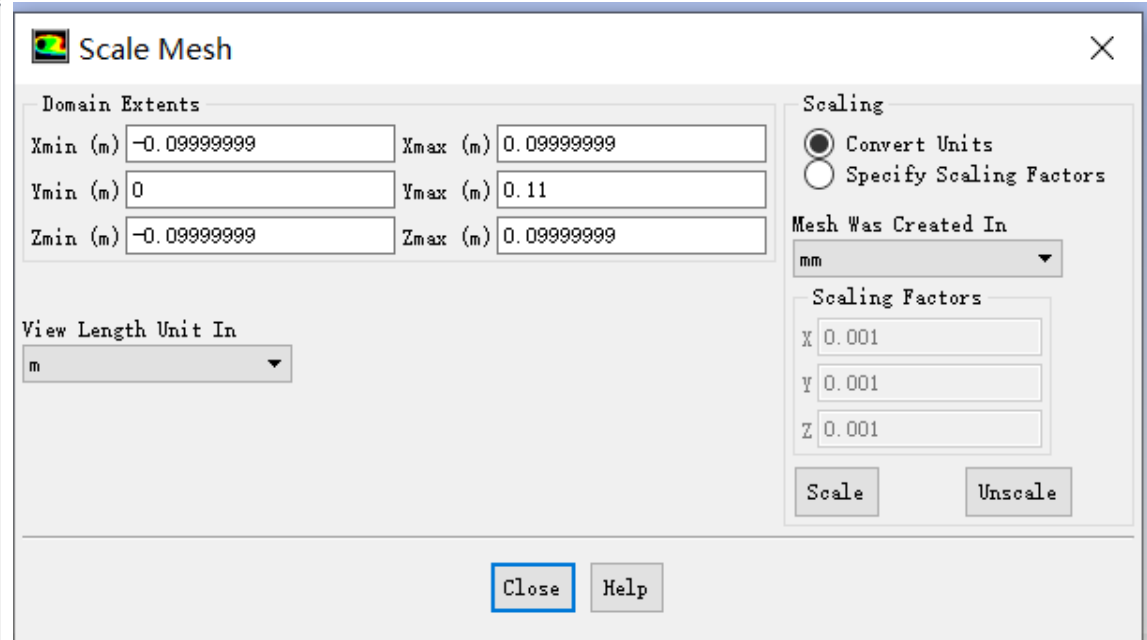 Scale Mesh
Domain Extents
Xmin (m) -0.09999999 Xmax (m) 0.09999999
Ymin (m) 0 Ymax (m) 0.11
Zmin (m) -0.09999999 Zmax (m) 0.09999999
View Length Unit In
m
Scaling
Convert Units
Specify Scaling Factors
Mesh Was Created In
mm
Scaling Factors
X 0.001
Y 0.001
Z 0.001
Scale Unscale
Close Help